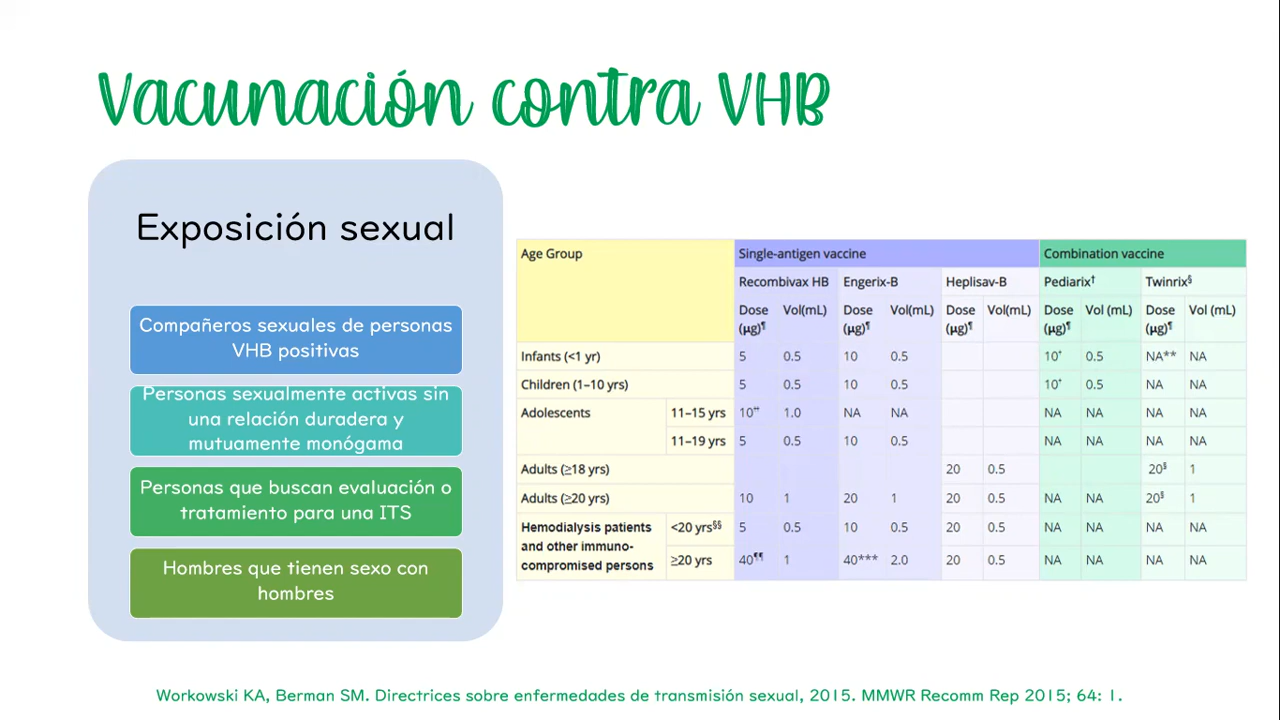 Vacunación contra VHB
Exposición sexual
Compañeros sexuales de personas
VHB positivas
Personas sexualmente activas sin
una relación duradera y
mutuamente monógama
Personas que buscan evaluación o
tratamiento para una ITS
Hombres que tienen sexo con
hombres
Age Group Single-antigen vaccine Combination vaccine
Recombivax HB Engerix-B Heplisav-B Pediarix† Twinrix§
Dose Vol(mL) Dose Vol(mL) Dose Vol(mL) Dose Vol (mL) Dose Vol (mL)
(µg)¶ (µg)¶ (µg)¶ (µg)¶ (µg)¶
Infants (<1 yr) 5 0.5 10 0.5 10* 0.5 NA** NA
Children (1–10 yrs) 5 0.5 10 0.5 10* 0.5 NA NA
Adolescents 11–15 yrs 10†† 1.0 NA NA NA NA NA NA
11–19 yrs 5 0.5 10 0.5 NA NA NA NA
Adults (≥18 yrs) 20 0.5 20§ 1
Adults (≥20 yrs) 10 1 20 1 20 0.5 NA NA 20§ 1
Hemodialysis patients <20 yrs§§ 5 0.5 10 0.5 20 0.5 NA NA NA NA
and other immuno-
compromised persons ≥20 yrs 40¶¶ 1 40*** 2.0 20 0.5 NA NA NA NA
Workowski KA, Berman SM. Directrices sobre enfermedades de transmisión sexual, 2015. MMWR Recomm Rep 2015; 64: 1.